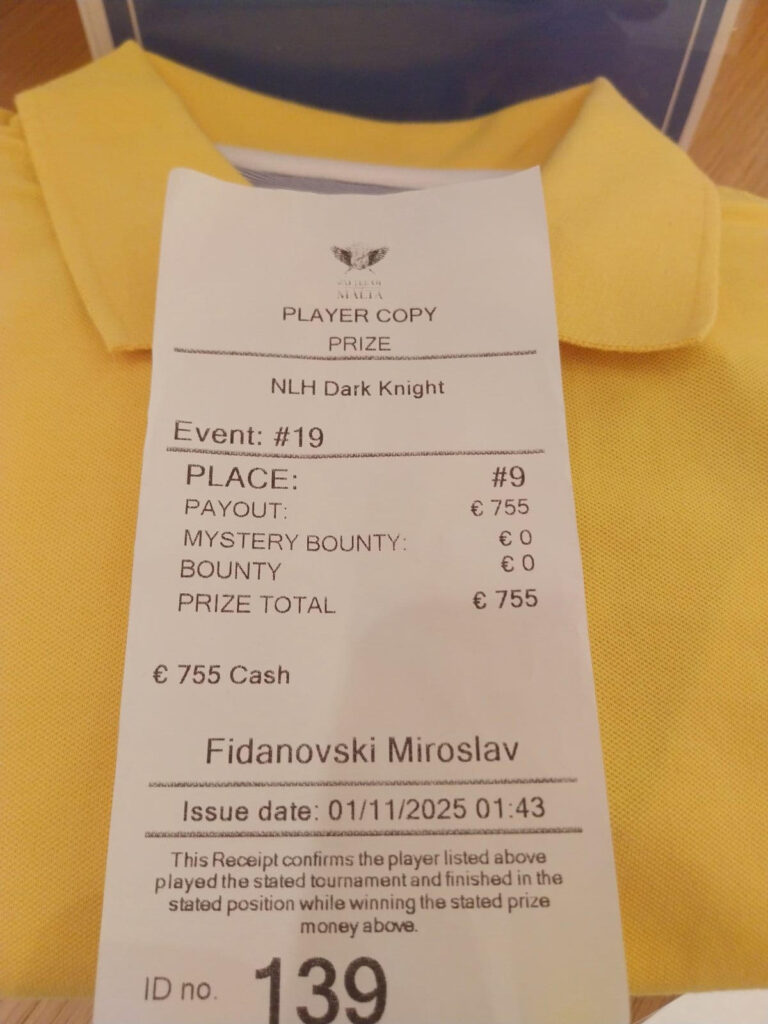 MALTA
PLAYER COPY
PRIZE
NLH Dark Knight
Event: #19
PLACE: #9
PAYOUT: € 755
MYSTERY BOUNTY: € 0
BOUNTY € 0
PRIZE TOTAL € 755
€ 755 Cash
Fidanovski Miroslav
Issue date: 01/11/2025 01:43
This Receipt confirms the player listed above
played the stated tournament and finished in the
stated position while winning the stated prize
money above.
ID no. 139